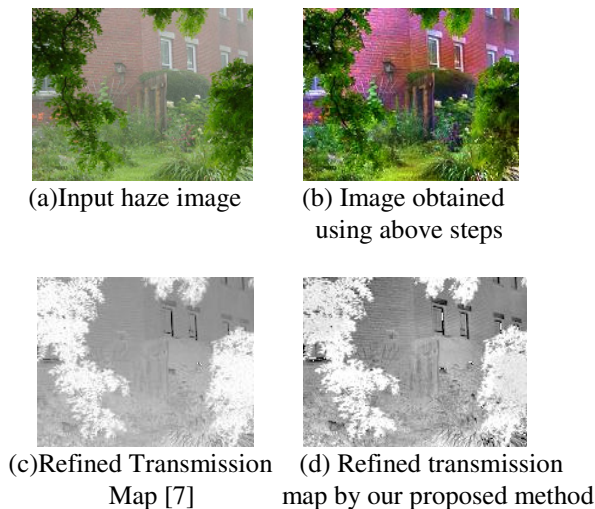 (a)Input haze image
(b) Image obtained
using above steps
(c)Refined Transmission
Map [7]
(d) Refined transmission
map by our proposed method